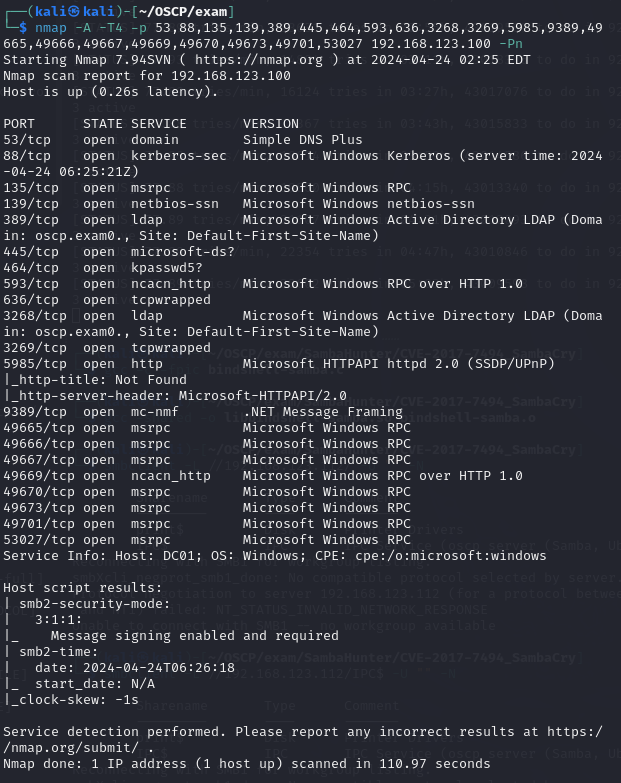 ┌──(kali㉿kali)-[~/OSCP/exam]
└─$ nmap -A -T4 -p 53,88,135,139,389,445,464,593,636,3268,3269,5985,9389,49
665,49666,49667,49669,49670,49673,49701,53027 192.168.123.100 -Pn
Starting Nmap 7.94SVN ( https://nmap.org ) at 2024-04-24 02:25 EDT
Nmap scan report for 192.168.123.100
Host is up (0.26s latency).

PORT      STATE SERVICE       VERSION
53/tcp    open  domain        Simple DNS Plus
88/tcp    open  kerberos-sec  Microsoft Windows Kerberos (server time: 2024
-04-24 06:25:21Z)
135/tcp   open  msrpc         Microsoft Windows RPC
139/tcp   open  netbios-ssn   Microsoft Windows netbios-ssn
389/tcp   open  ldap          Microsoft Windows Active Directory LDAP (Doma
in: oscp.exam0., Site: Default-First-Site-Name)
445/tcp   open  microsoft-ds?
464/tcp   open  kpasswd5?
593/tcp   open  ncacn_http    Microsoft Windows RPC over HTTP 1.0
636/tcp   open  tcpwrapped
3268/tcp  open  ldap          Microsoft Windows Active Directory LDAP (Doma
in: oscp.exam0., Site: Default-First-Site-Name)
3269/tcp  open  tcpwrapped
5985/tcp  open  http          Microsoft HTTPAPI httpd 2.0 (SSDP/UPnP)
|_http-title: Not Found
|_http-server-header: Microsoft-HTTPAPI/2.0
9389/tcp  open  mc-nmf        .NET Message Framing
49665/tcp open  msrpc         Microsoft Windows RPC
49666/tcp open  msrpc         Microsoft Windows RPC
49667/tcp open  msrpc         Microsoft Windows RPC
49669/tcp open  ncacn_http    Microsoft Windows RPC over HTTP 1.0
49670/tcp open  msrpc         Microsoft Windows RPC
49673/tcp open  msrpc         Microsoft Windows RPC
49701/tcp open  msrpc         Microsoft Windows RPC
53027/tcp open  msrpc         Microsoft Windows RPC
Service Info: Host: DC01; OS: Windows; CPE: cpe:/o:microsoft:windows

Host script results:
| smb2-security-mode:
|   3:1:1:
|_    Message signing enabled and required
| smb2-time:
|   date: 2024-04-24T06:26:18
|_  start_date: N/A
|_clock-skew: -1s

Service detection performed. Please report any incorrect results at https:/
/nmap.org/submit/ .
Nmap done: 1 IP address (1 host up) scanned in 110.97 seconds